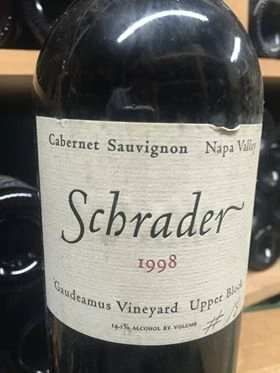 Cabernet Sauvignon Napa Valley
Schrader
1998
Gaudeamus Vineyard Upper Block
14.1% ALCOHOL BY VOLUME